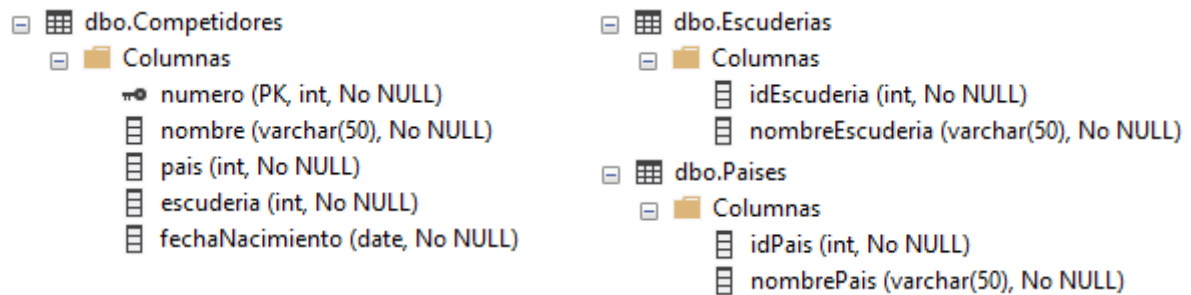 dbo.Competidores
Columnas
numero (PK, int, No NULL)
nombre (varchar(50), No NULL)
pais (int, No NULL)
escuderia (int, No NULL)
fechaNacimiento (date, No NULL)
dbo.Escuderias
Columnas
idEscuderia (int, No NULL)
nombreEscuderia (varchar(50), No NULL)
dbo.Paises
Columnas
idPais (int, No NULL)
nombrePais (varchar(50), No NULL)